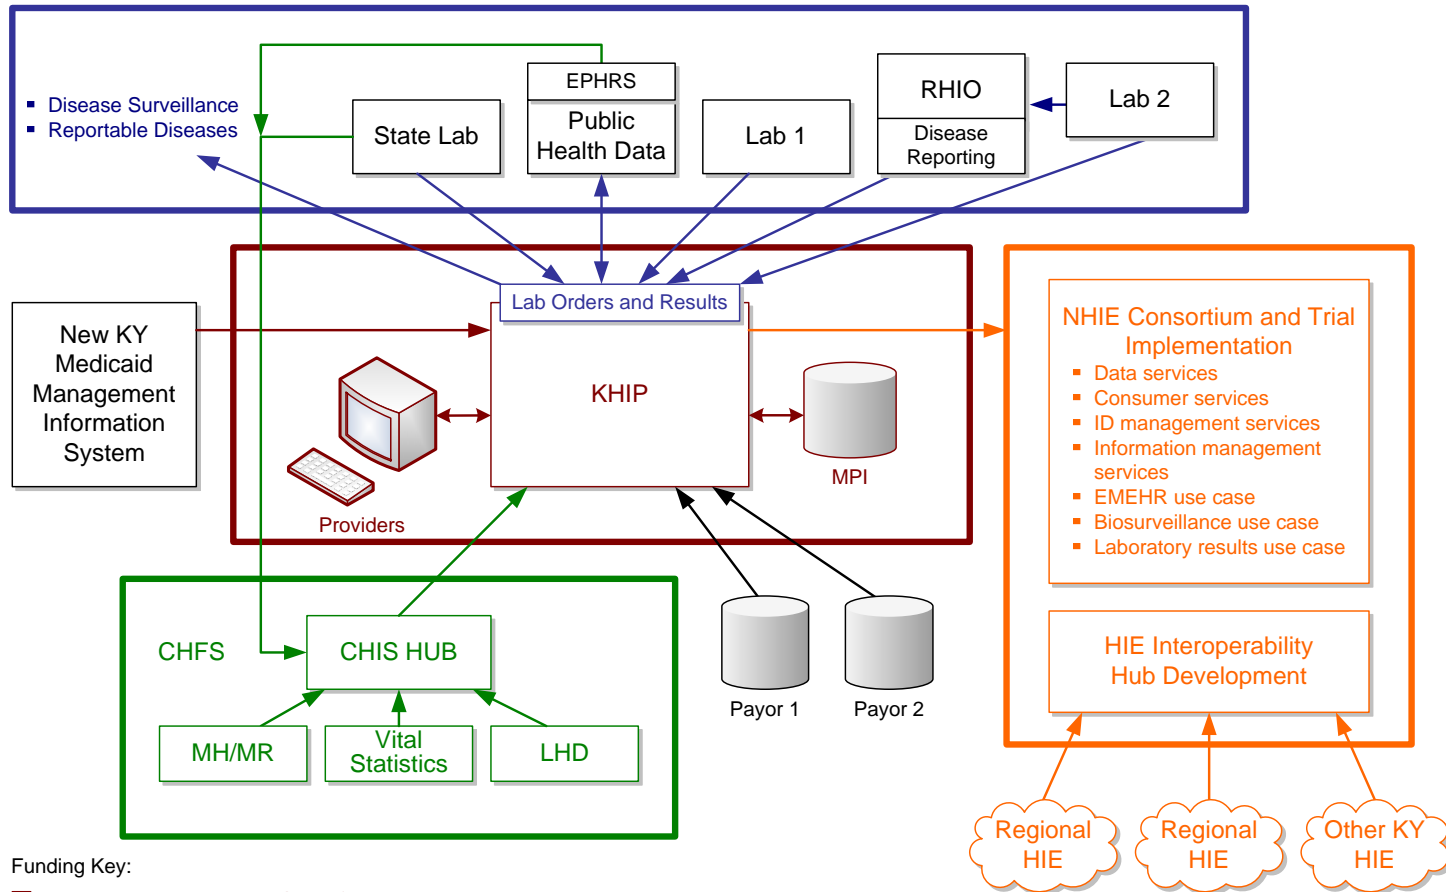 ▪ Disease Surveillance
▪ Reportable Diseases
State Lab
EPHRS
Public
Health Data
Lab 1
RHIO
Disease
Reporting
Lab 2
Lab Orders and Results
New KY
Medicaid
Management
Information
System
KHIP
Providers
MPI
NHIE Consortium and Trial
Implementation
▪ Data services
▪ Consumer services
▪ ID management services
▪ Information management
services
▪ EMEHR use case
▪ Biosurveillance use case
▪ Laboratory results use case
HIE Interoperability
Hub Development
CHFS
CHIS HUB
MH/MR
Vital
Statistics
LHD
Payor 1
Payor 2
Regional
HIE
Regional
HIE
Other KY
HIE
Funding Key: